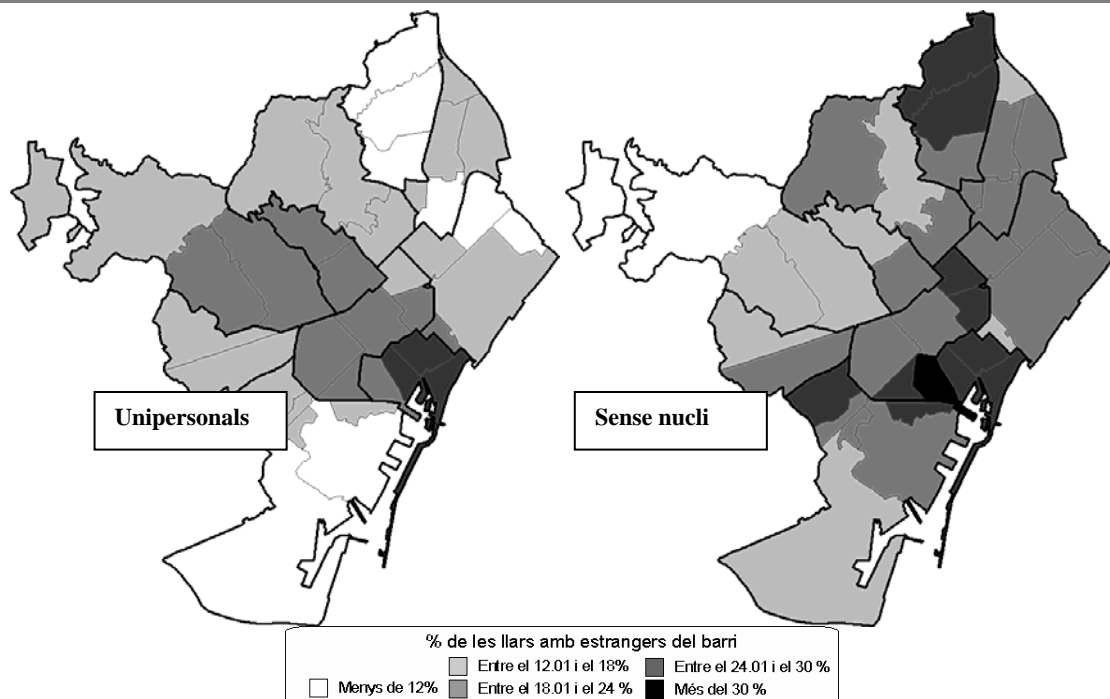 Unipersonals
Sense nucli
% de les llars amb estrangers del barri
Entre el 12.01 i el 18%
Entre el 24.01 i el 30 %
Menys de 12%
Entre el 18.01 i el 24 %
Més del 30 %